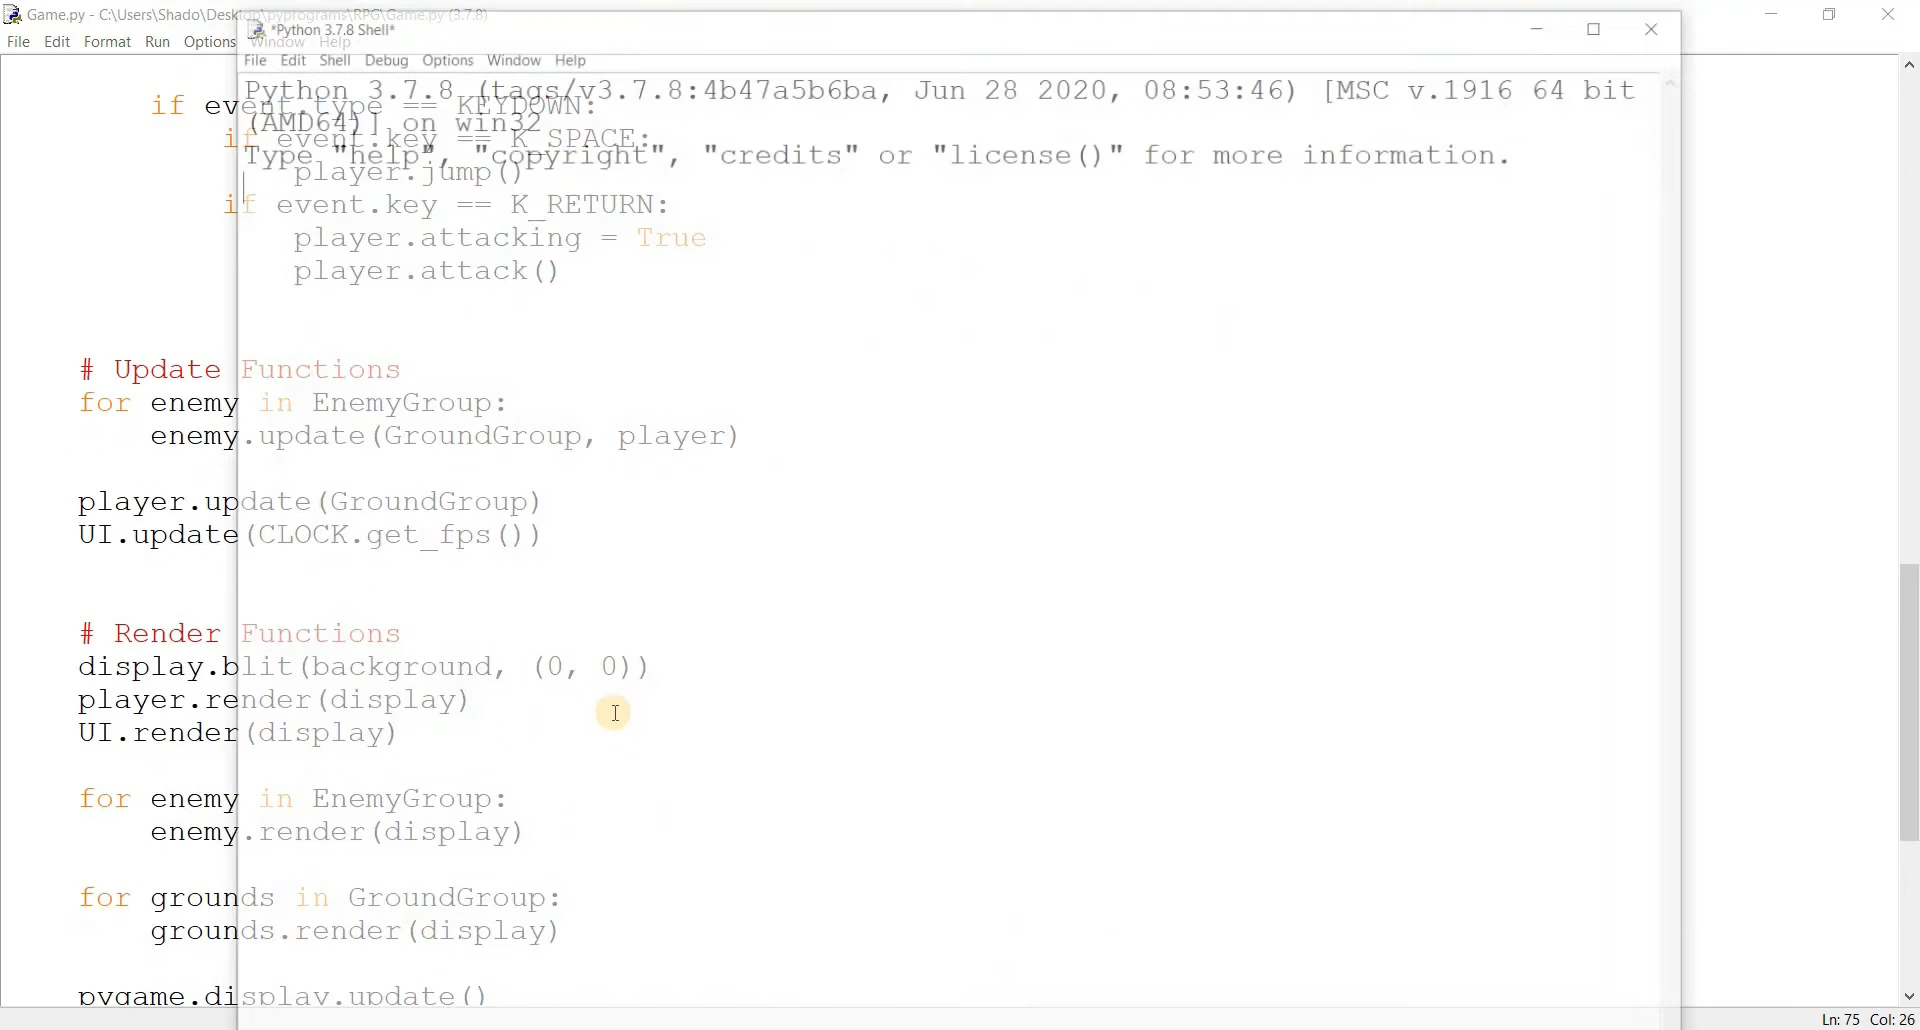 Game.py - C:\Users\Shado\Desktop\pyprograms\RPG\Game.py (3.7.8)
File Edit Format Run Options Window Help
*Python 3.7.8 Shell*
File Edit Shell Debug Options Window Help
Python 3.7.8 (tags/v3.7.8:4b47a5b6ba, Jun 28 2020, 08:53:46) [MSC v.1916 64 bit
(AMD64)] on win32
Type "help", "copyright", "credits" or "license()" for more information.
if event.type == KEYDOWN:
if event.key == K_SPACE:
player.jump()
if event.key == K_RETURN:
player.attacking = True
player.attack()
# Update Functions
for enemy in EnemyGroup:
enemy.update(GroundGroup, player)
player.update(GroundGroup)
UI.update(CLOCK.get_fps())
# Render Functions
display.blit(background, (0, 0))
player.render(display)
UI.render(display)
for enemy in EnemyGroup:
enemy.render(display)
for grounds in GroundGroup:
grounds.render(display)
pygame.display.update()
Ln: 75 Col: 26